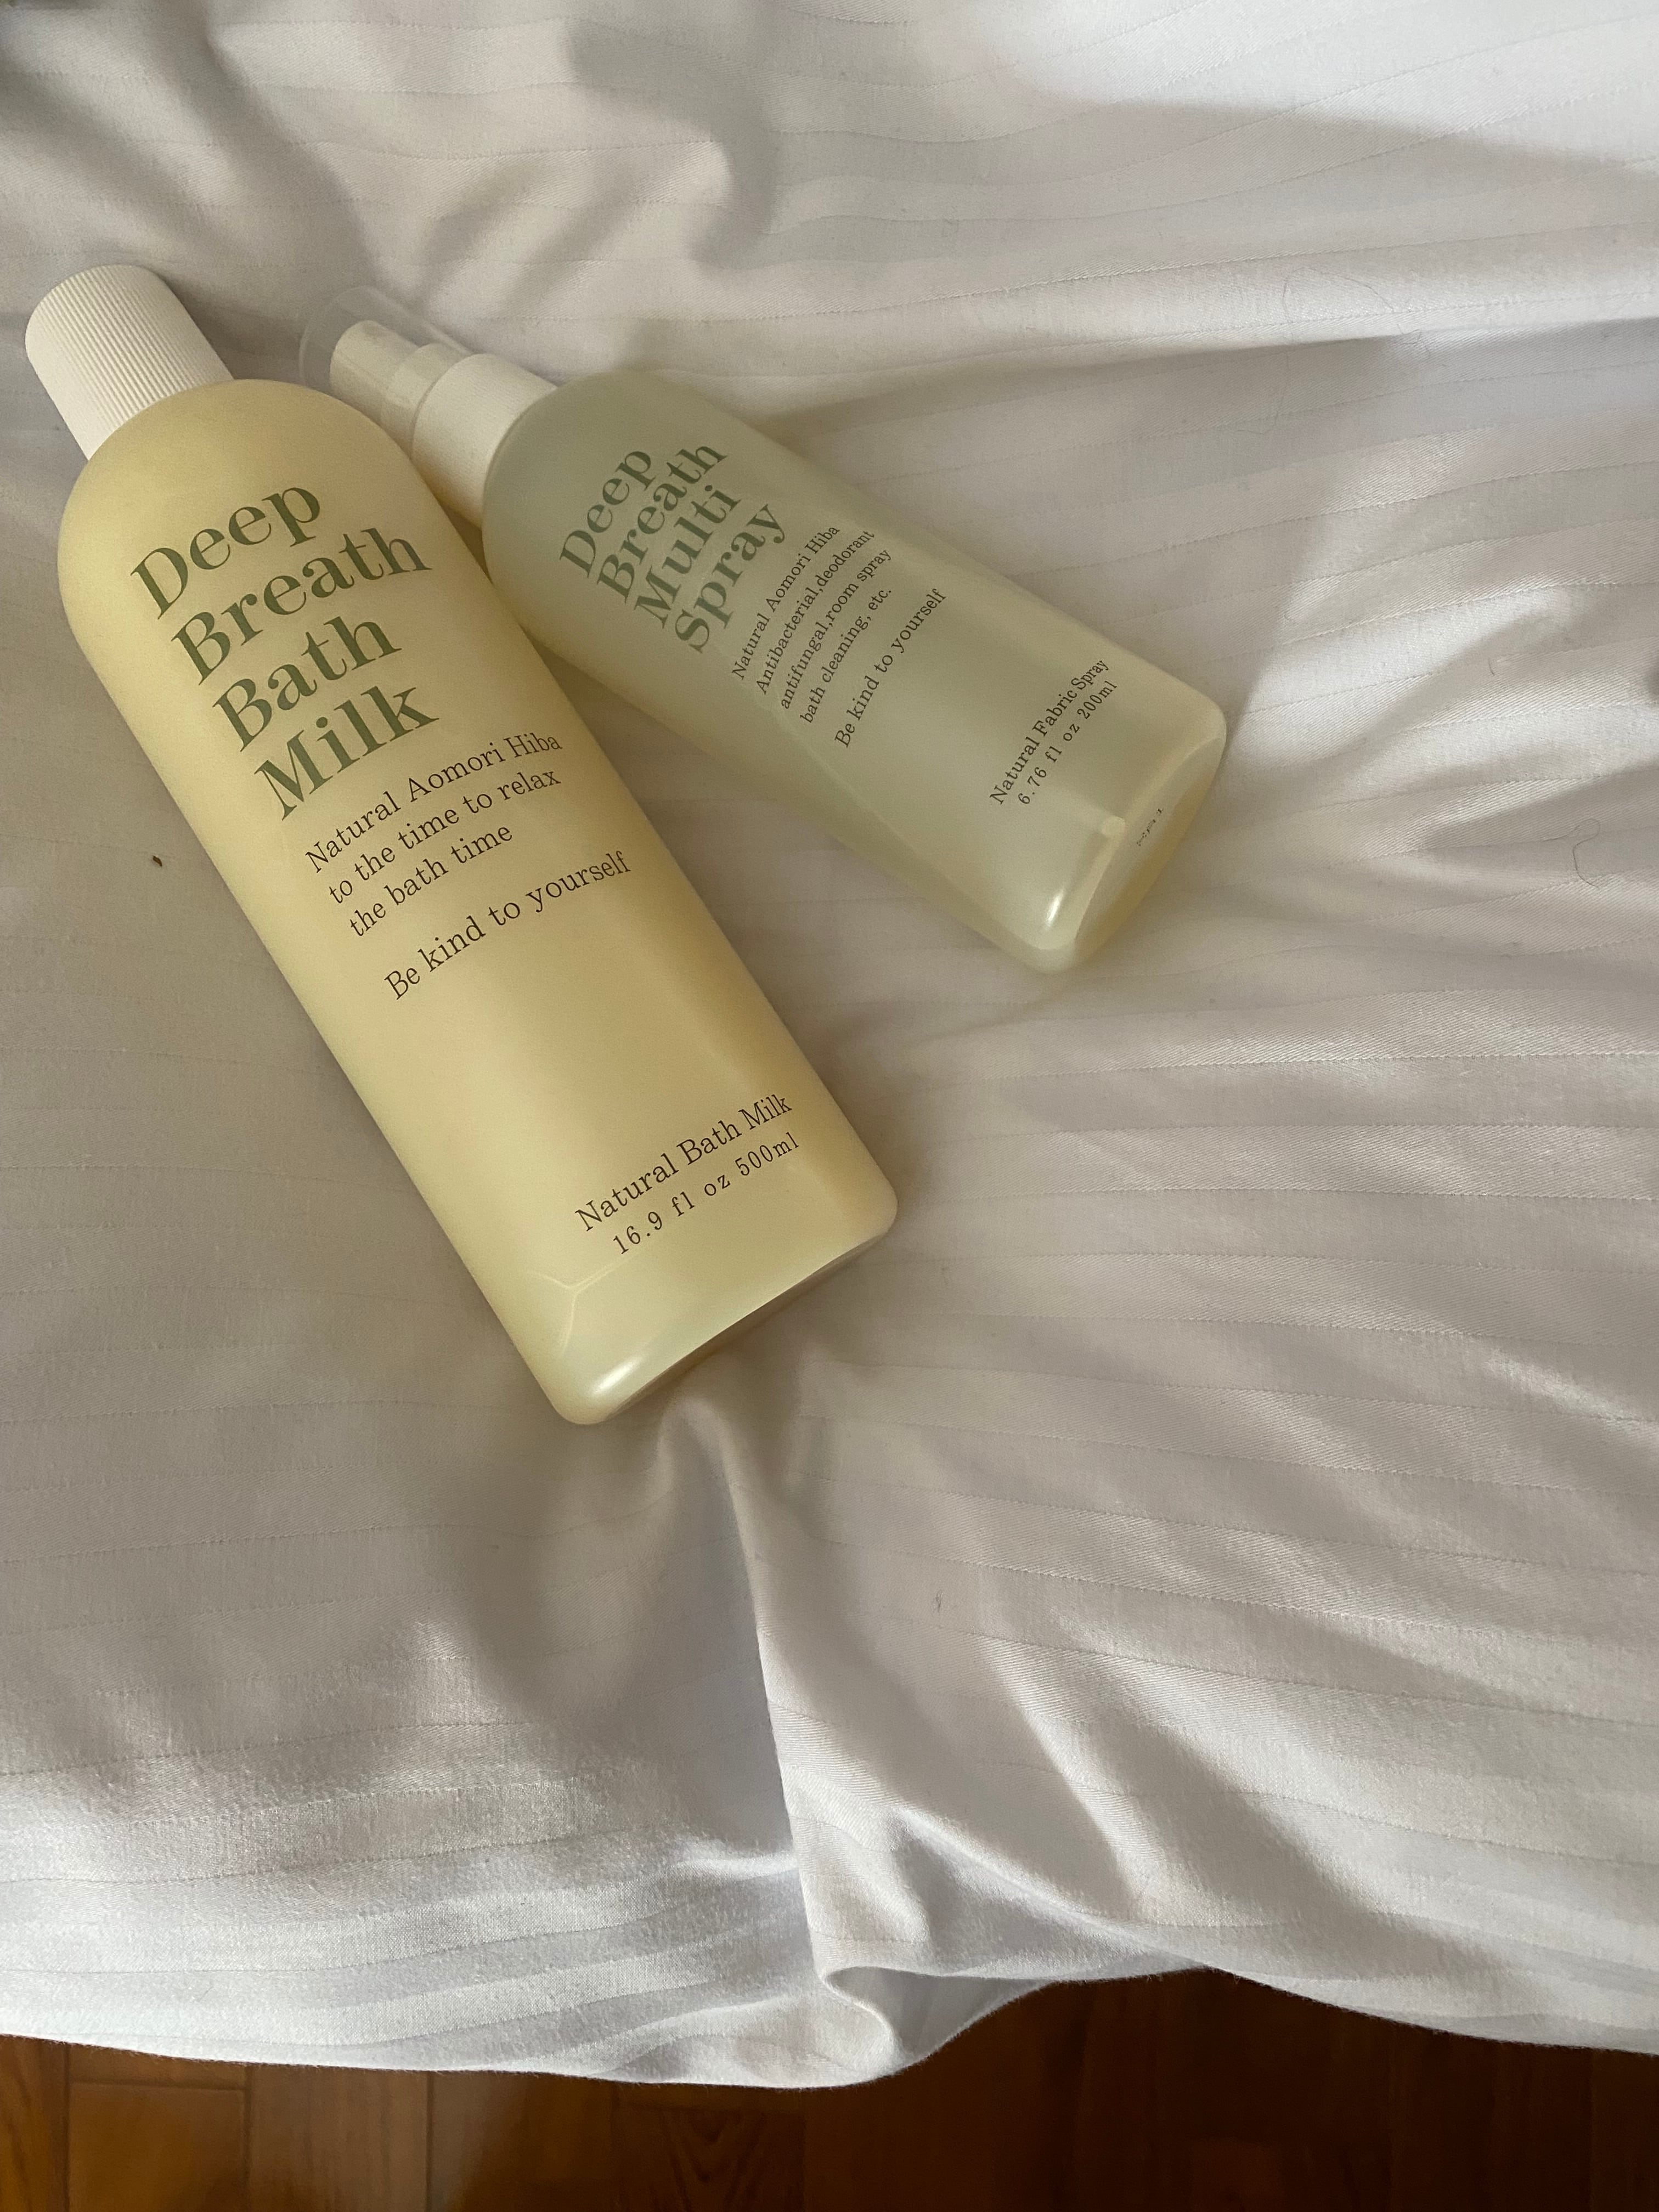 Deep
Breath
Bath
Milk
Natural Aomori Hiba
to the time to relax
the bath time
Be kind to yourself
Natural Bath Milk
16.9 fl oz 500ml
Deep
Breath
Multi
Spray
Natural Aomori Hiba
Antibacterial,deodorant
antifungal,room spray
bath cleaning, etc.
Be kind to yourself
Natural Fabric Spray
6.76 fl oz 200ml